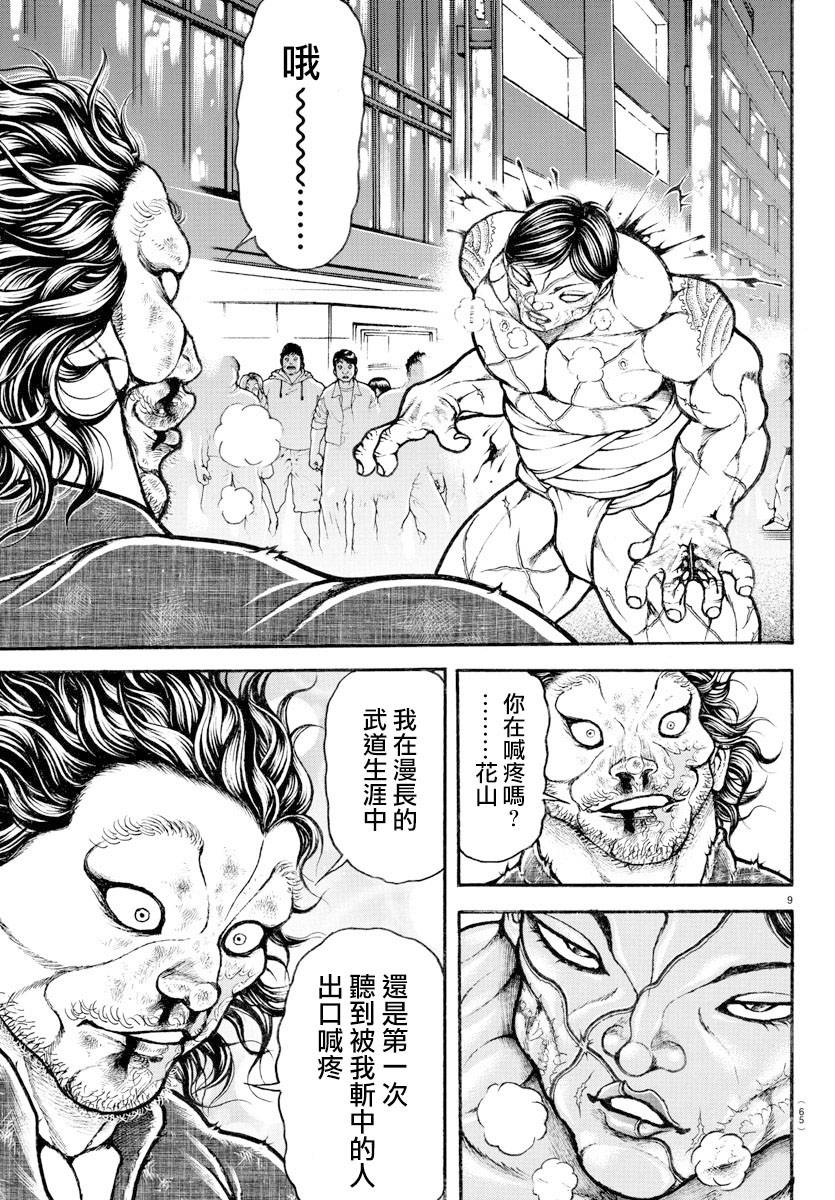 哦
~~~~……
你在喊疼嗎？
………花山
9
我在漫長的
武道生涯中
還是第一次
聽到被我斬中的人
出口喊疼
(65)